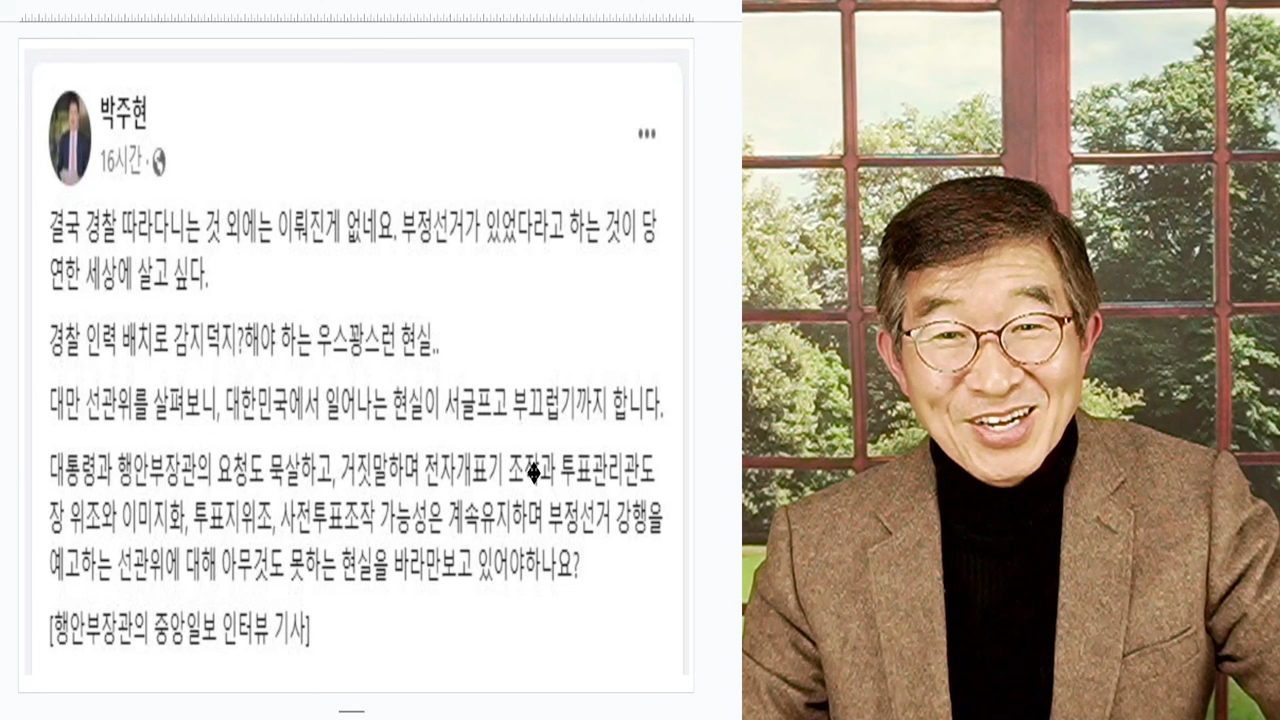 박주현
16시간 ·
결국 경찰 따라다니는 것 외에는 이뤄진게 없네요. 부정선거가 있었다라고 하는 것이 당
연한 세상에 살고 싶다.
경찰 인력 배치로 감지덕지?해야 하는 우스꽝스런 현실..
대만 선관위를 살펴보니, 대한민국에서 일어나는 현실이 서글프고 부끄럽기까지 합니다.
대통령과 행안부장관의 요청도 묵살하고, 거짓말하며 전자개표기 조작과 투표관리관도
장 위조와 이미지화, 투표지위조, 사전투표조작 가능성은 계속유지하며 부정선거 강행을
예고하는 선관위에 대해 아무것도 못하는 현실을 바라만보고 있어야하나요?
[행안부장관의 중앙일보 인터뷰 기사]